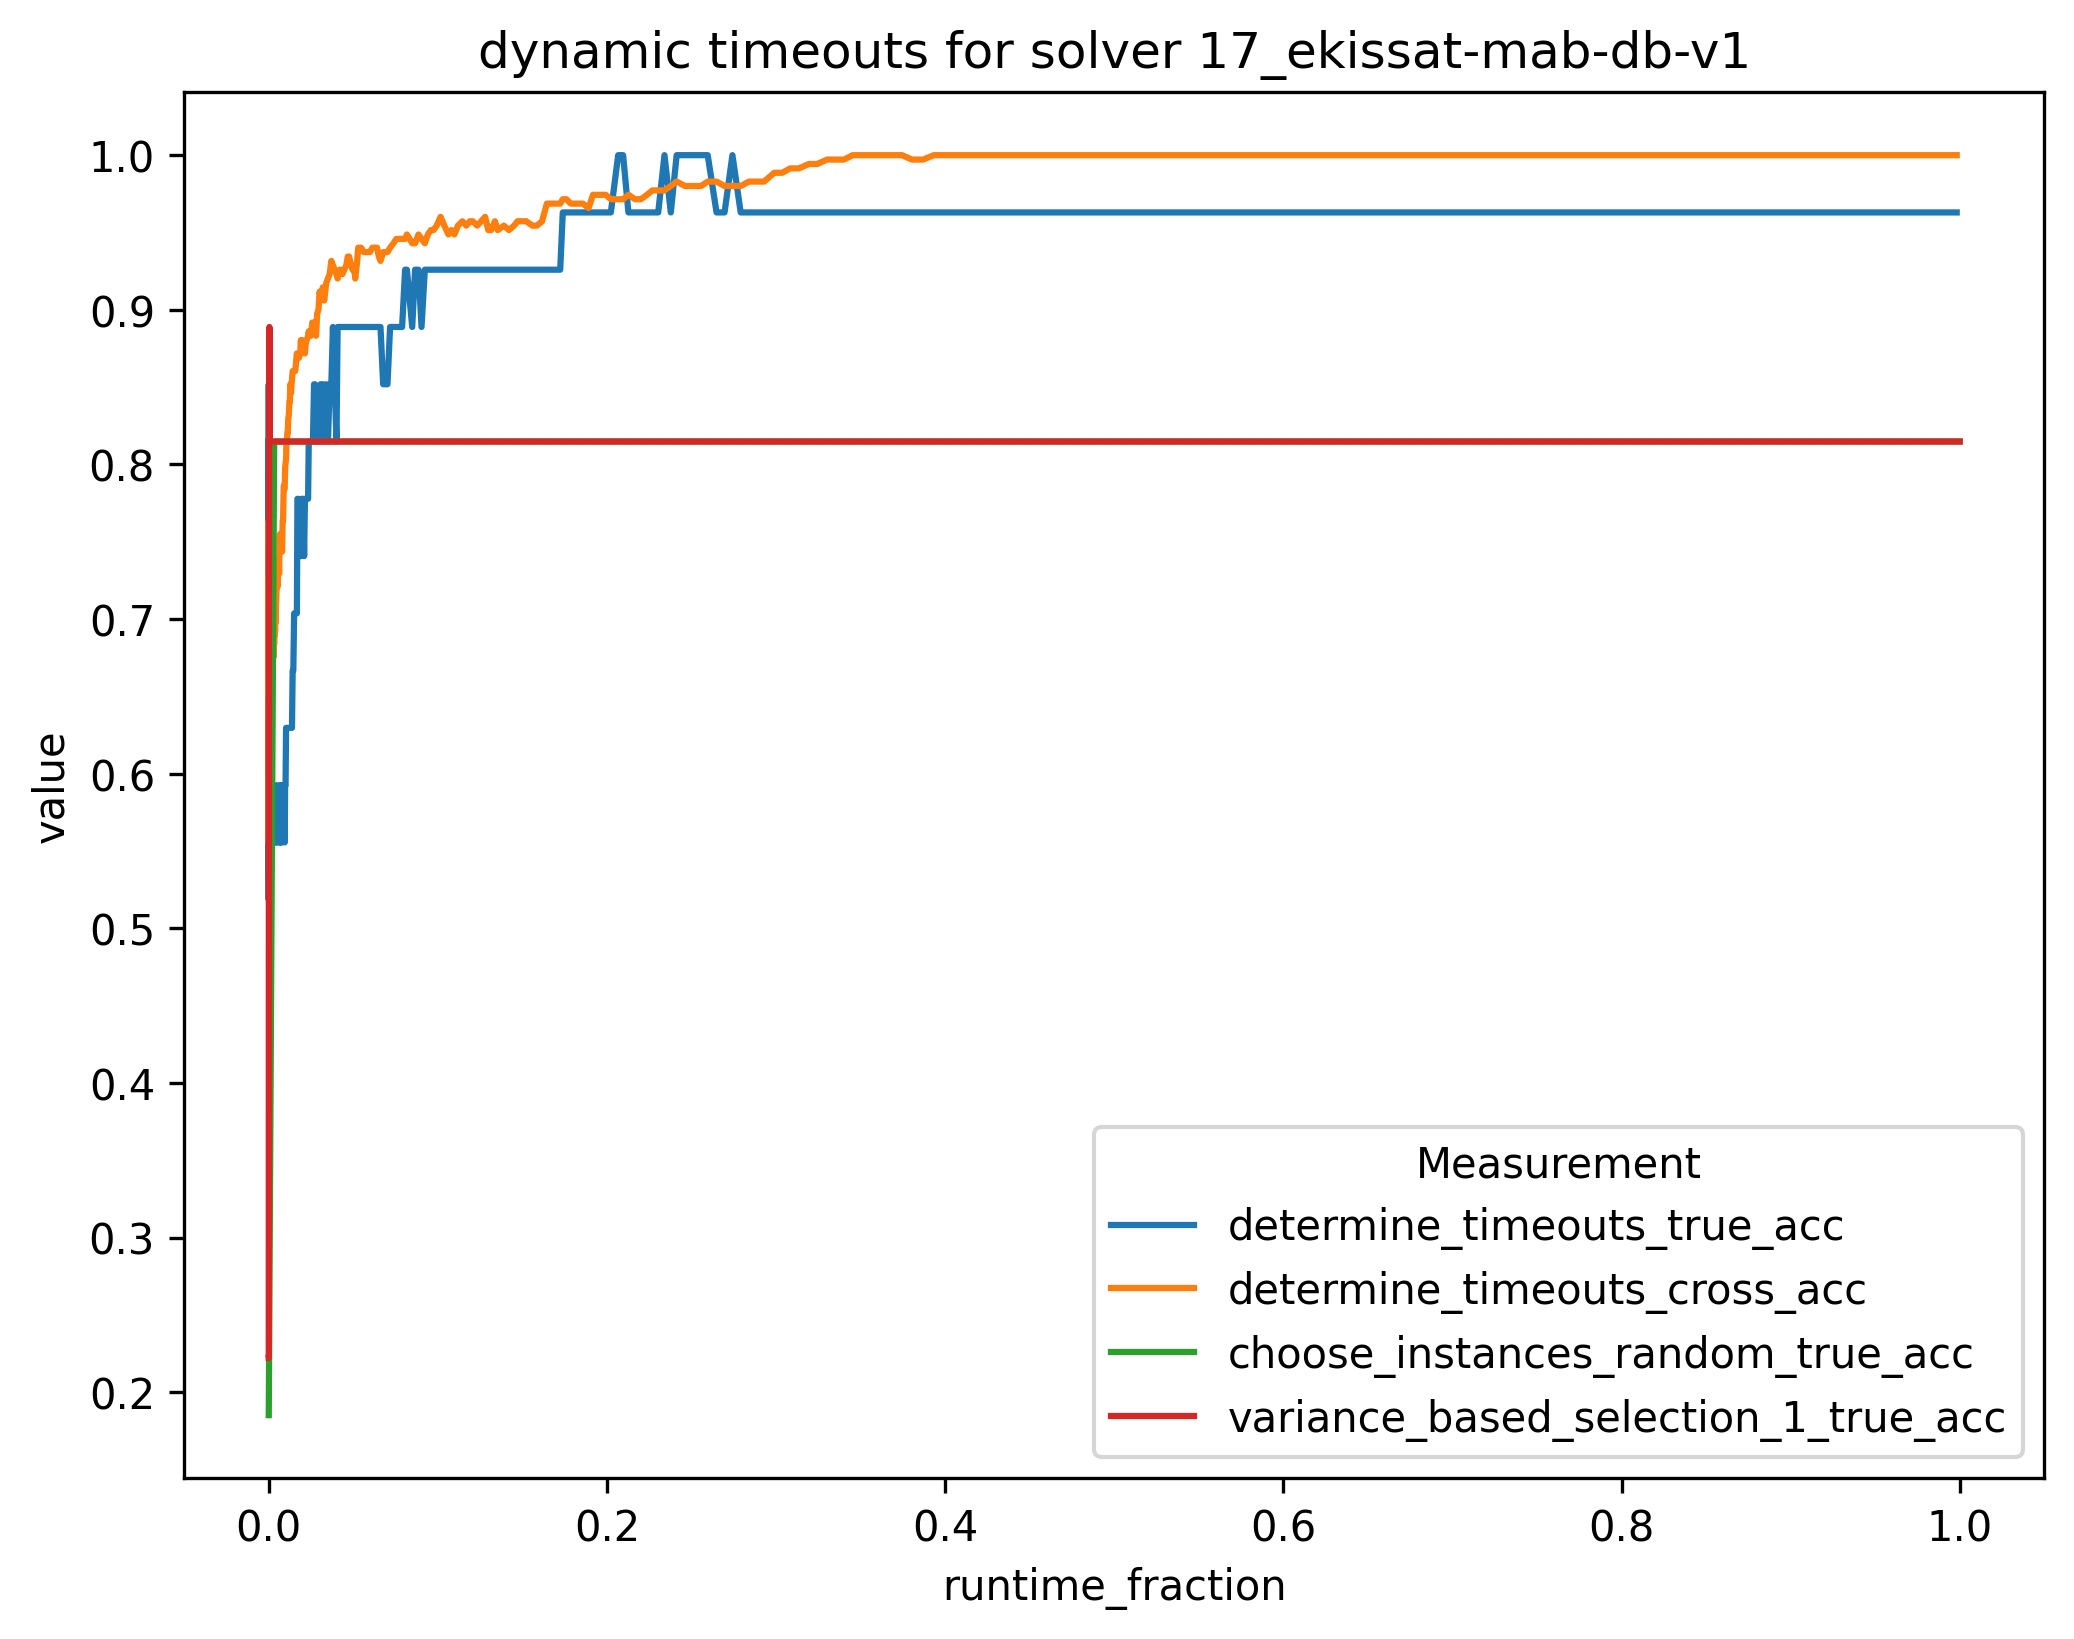 dynamic timeouts for solver 17_ekissat-mab-db-v1
value
1.0
0.9
0.8
0.7
0.6
0.5
0.4
0.3
0.2
0.0 0.2 0.4 0.6 0.8 1.0
runtime_fraction
Measurement
determine_timeouts_true_acc
determine_timeouts_cross_acc
choose_instances_random_true_acc
variance_based_selection_1_true_acc